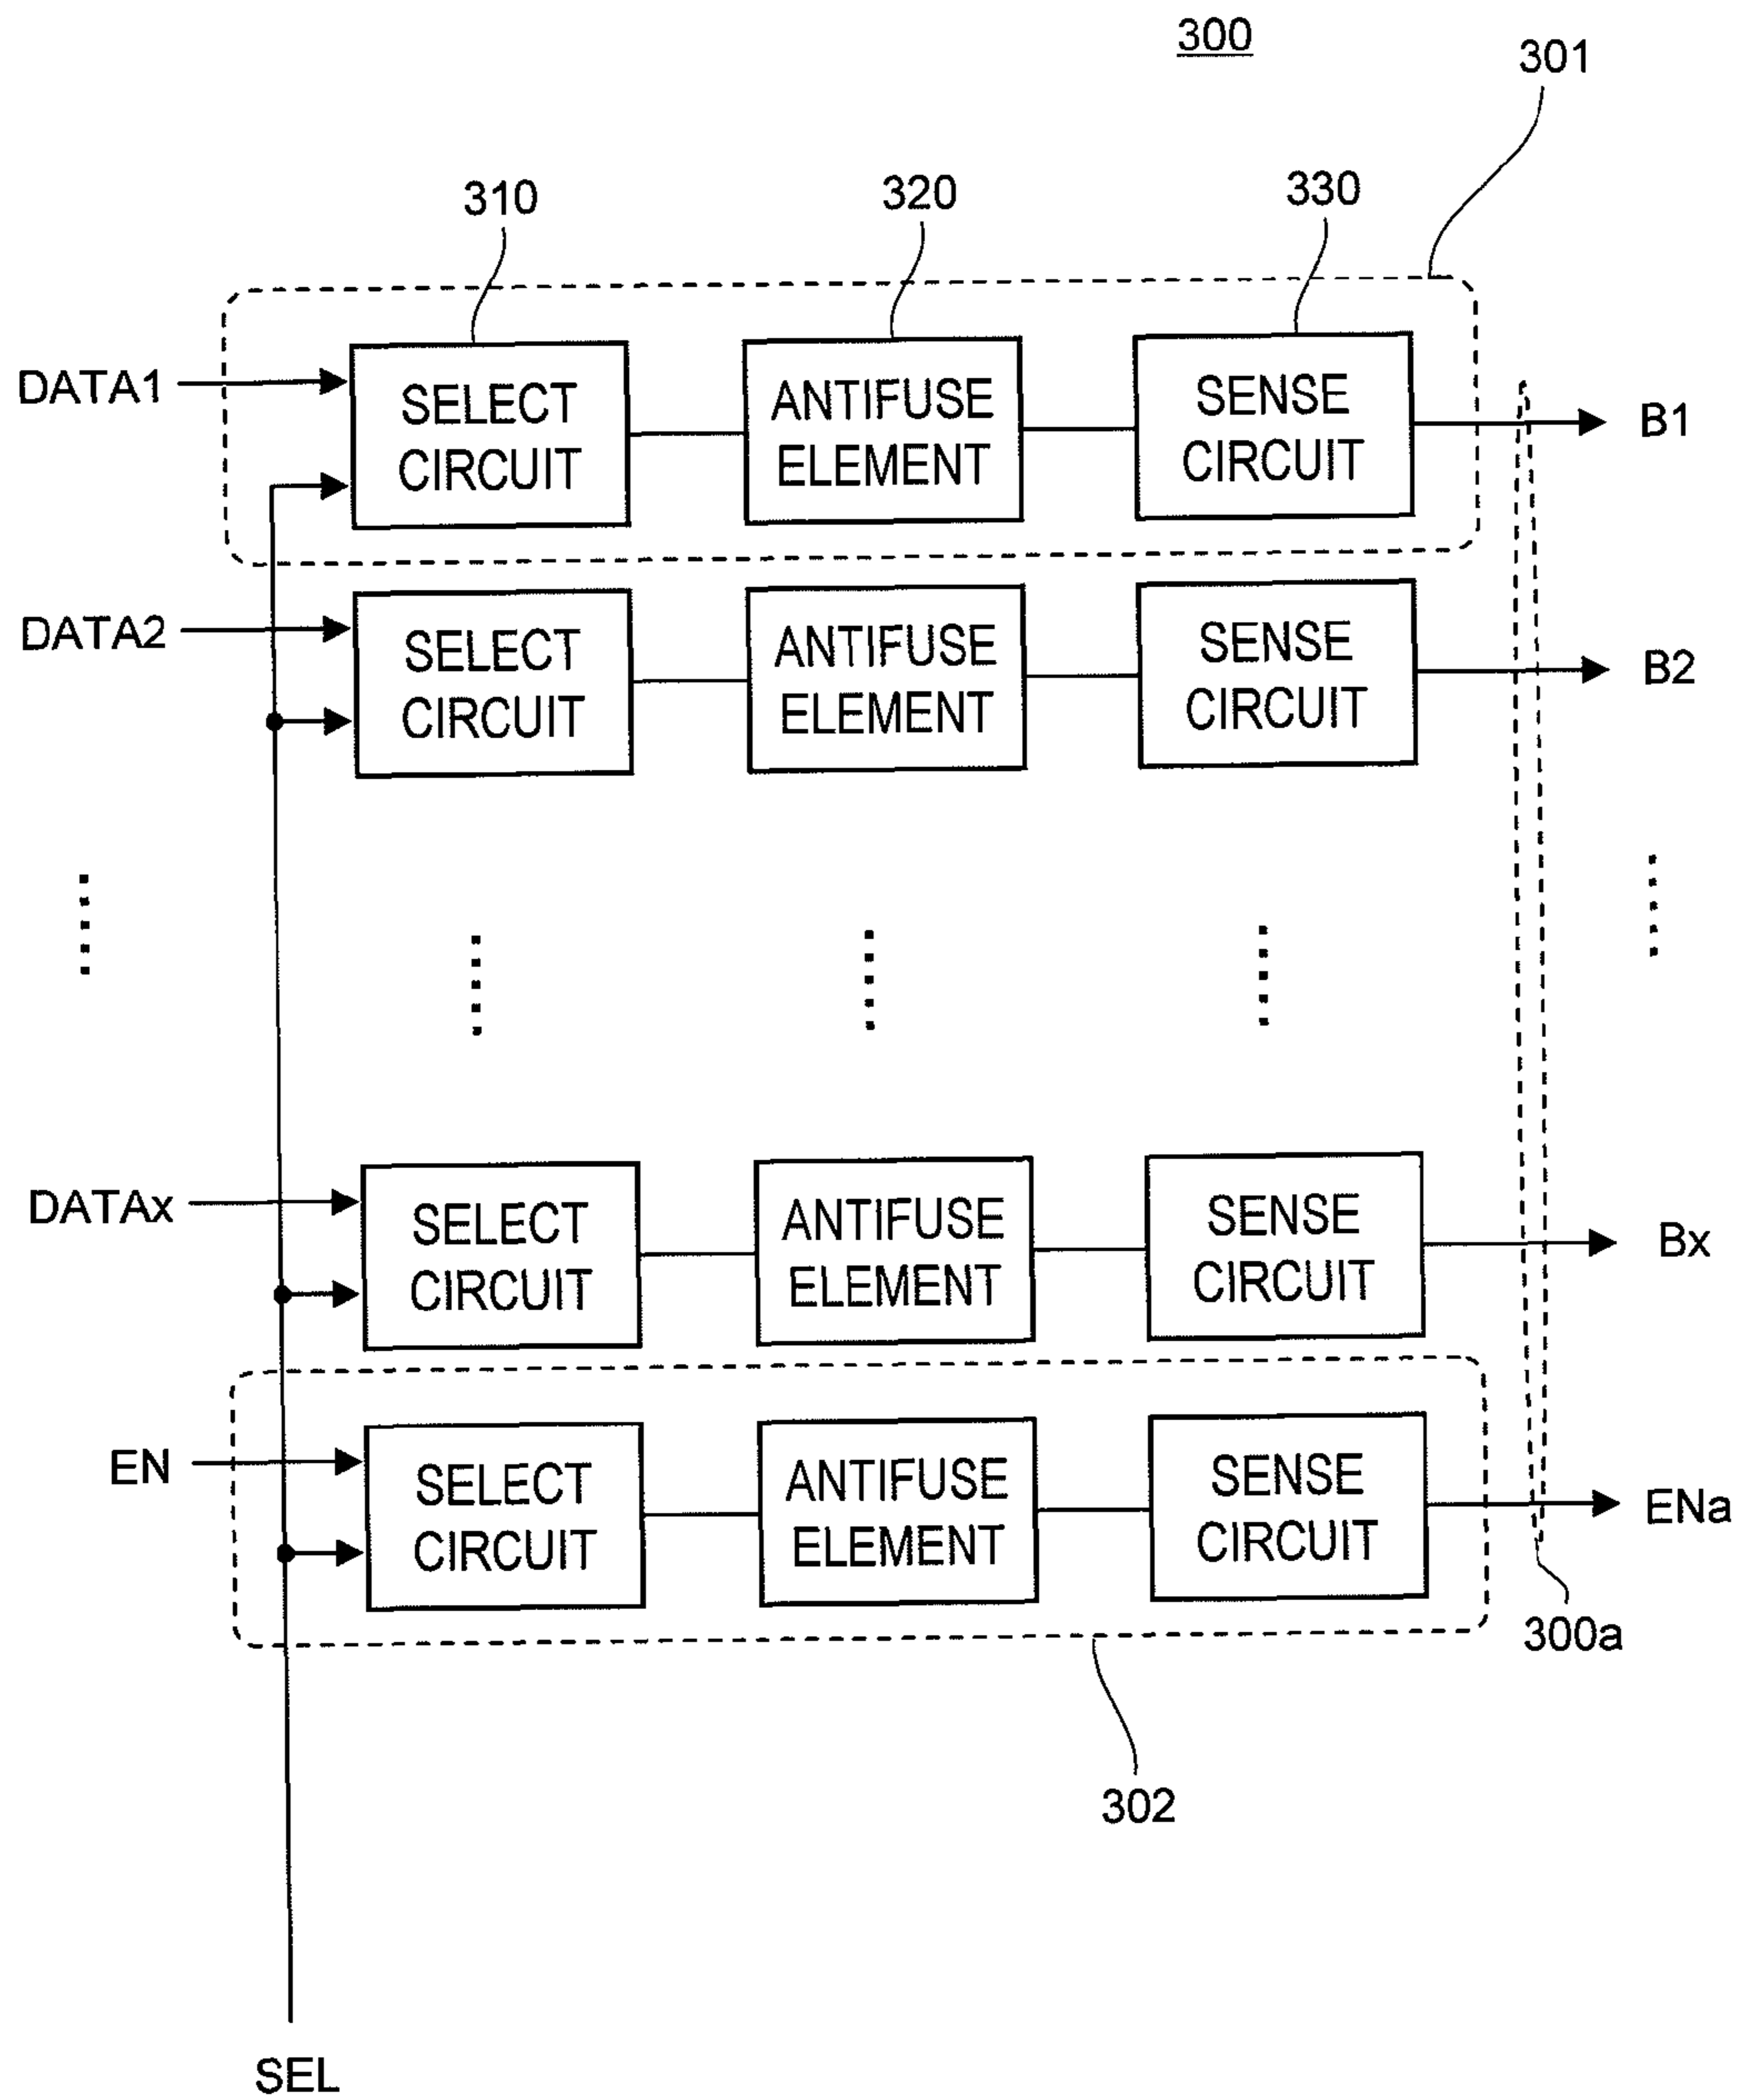 300
301
310
320
330
DATA1
SELECT
CIRCUIT
ANTIFUSE
ELEMENT
SENSE
CIRCUIT
B1
DATA2
SELECT
CIRCUIT
ANTIFUSE
ELEMENT
SENSE
CIRCUIT
B2
DATAx
SELECT
CIRCUIT
ANTIFUSE
ELEMENT
SENSE
CIRCUIT
Bx
EN
SELECT
CIRCUIT
ANTIFUSE
ELEMENT
SENSE
CIRCUIT
ENa
300a
302
SEL